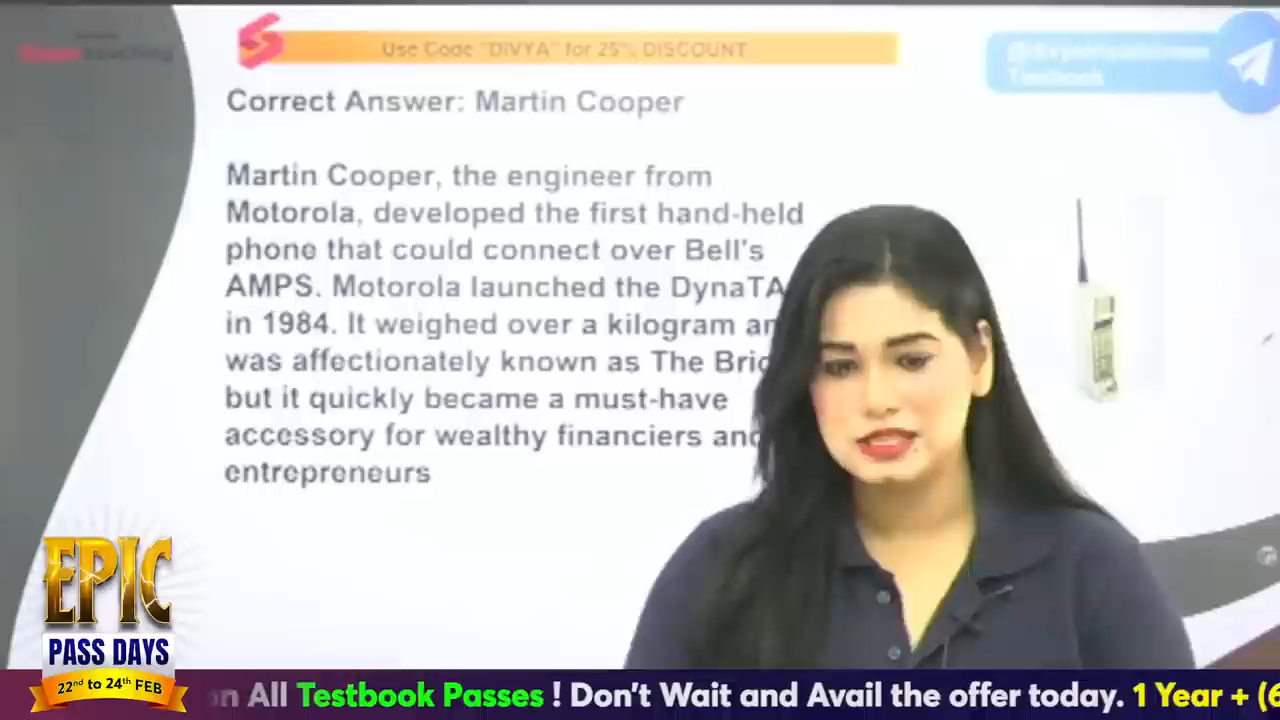 coaching
Use Code "DIVYA" for 25% DISCOUNT
Testbook
Correct Answer: Martin Cooper
Martin Cooper, the engineer from
Motorola, developed the first hand-held
phone that could connect over Bell's
AMPS. Motorola launched the DynaTA
in 1984. It weighed over a kilogram an
was affectionately known as The Bric
but it quickly became a must-have
accessory for wealthy financiers and
entrepreneurs
EPIC
PASS DAYS
22nd to 24th FEB
on All Testbook Passes ! Don't Wait and Avail the offer today. 1 Year + (6